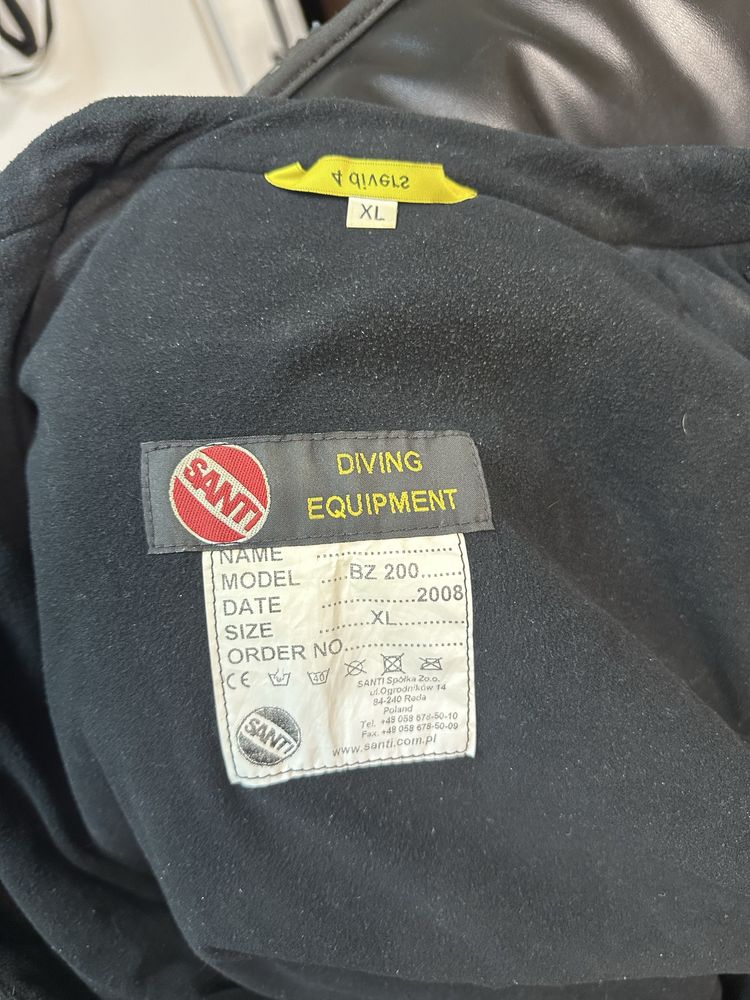 4 divers
XL
SANTI
DIVING
EQUIPMENT
NAME ........................
MODEL .....BZ 200.......
DATE .................2008
SIZE .........XL............
ORDER NO.....................
CE 40
SANTI Spółka Zo.o.
ul.Ogrodników 14
84-240 Reda
Poland
Tel. +48 058 678-50-10
Fax. +48 058 678-50-09
SANTI
www.santi.com.pl